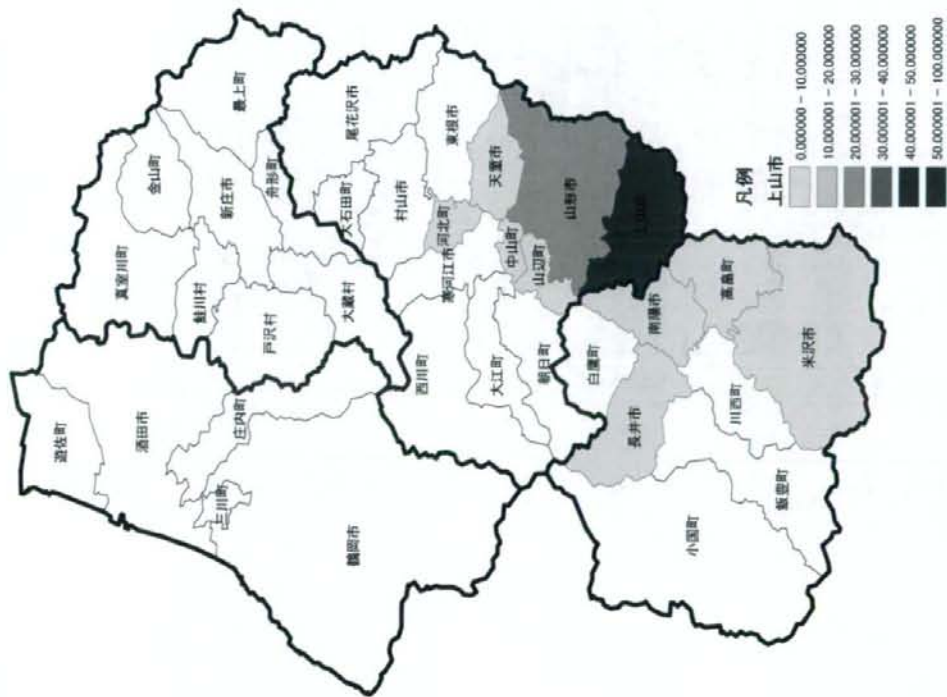 遊佐町
酒田市
庄内町
三川町
鶴岡市
真室川町
金山町
最上町
鮭川村
新庄市
舟形町
戸沢村
大蔵村
尾花沢市
大石田町
村山市
東根市
河北町
天童市
寒河江市
西川町
中山町
山辺町
山形市
大江町
朝日町
上山市
白鷹町
南陽市
高畠町
長井市
川西町
米沢市
小国町
飯豊町
凡例
上山市
0.000000 - 10.000000
10.000001 - 20.000000
20.000001 - 30.000000
30.000001 - 40.000000
40.000001 - 50.000000
50.000001 - 100.000000